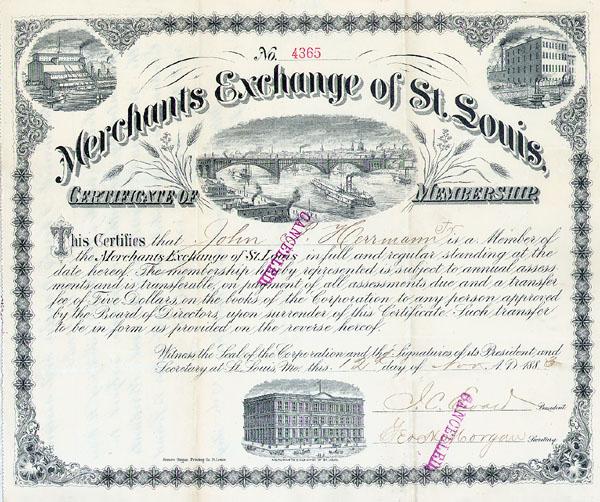 No. 4365
Merchants Exchange of St. Louis.
CERTIFICATE OF MEMBERSHIP.
This Certifies that John Herrmann Jr. is a Member of
the Merchants Exchange of St. Louis in full and regular standing at the
date hereof. The membership hereby represented is subject to annual assess
ments and is transferable, on payment of all assessments due and a transfer
fee of Five Dollars, on the books of the Corporation to any person approved
by the Board of Directors, upon surrender of this Certificate. Such transfer
to be in form as provided on the reverse hereof.
CANCELLED
Witness the Seal of the Corporation and the Signatures of its President, and
Secretary at St. Louis, Mo. this 12 day of Nov. A.D. 1883
President.
Geo. H. Morgan Secretary.
CANCELLED